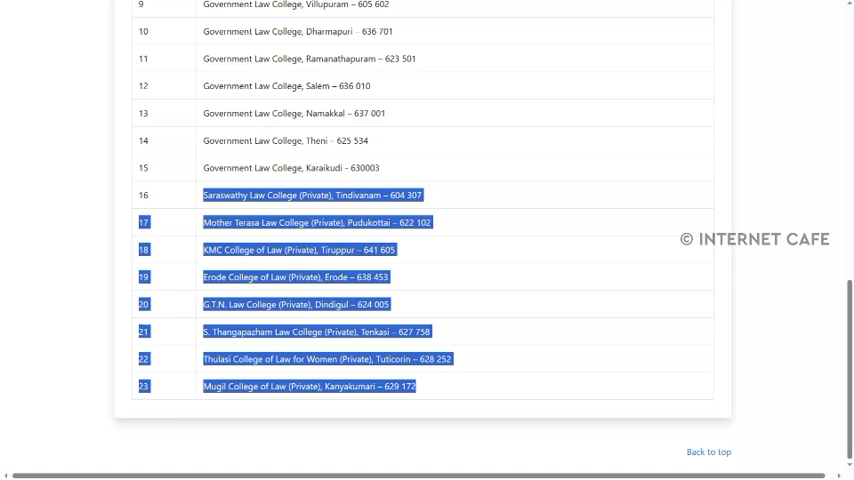 9 Government Law College, Villupuram – 605 602
10 Government Law College, Dharmapuri – 636 701
11 Government Law College, Ramanathapuram – 623 501
12 Government Law College, Salem – 636 010
13 Government Law College, Namakkal – 637 001
14 Government Law College, Theni – 625 534
15 Government Law College, Karaikudi - 630003
16 Saraswathy Law College (Private), Tindivanam – 604 307
17 Mother Terasa Law College (Private), Pudukottai – 622 102
© INTERNET CAFE
18 KMC College of Law (Private), Tiruppur – 641 605
19 Erode College of Law (Private), Erode – 638 453
20 G.T.N. Law College (Private), Dindigul – 624 005
21 S. Thangapazham Law College (Private), Tenkasi – 627 758
22 Thulasi College of Law for Women (Private), Tuticorin – 628 252
23 Mugil College of Law (Private), Kanyakumari – 629 172
Back to top